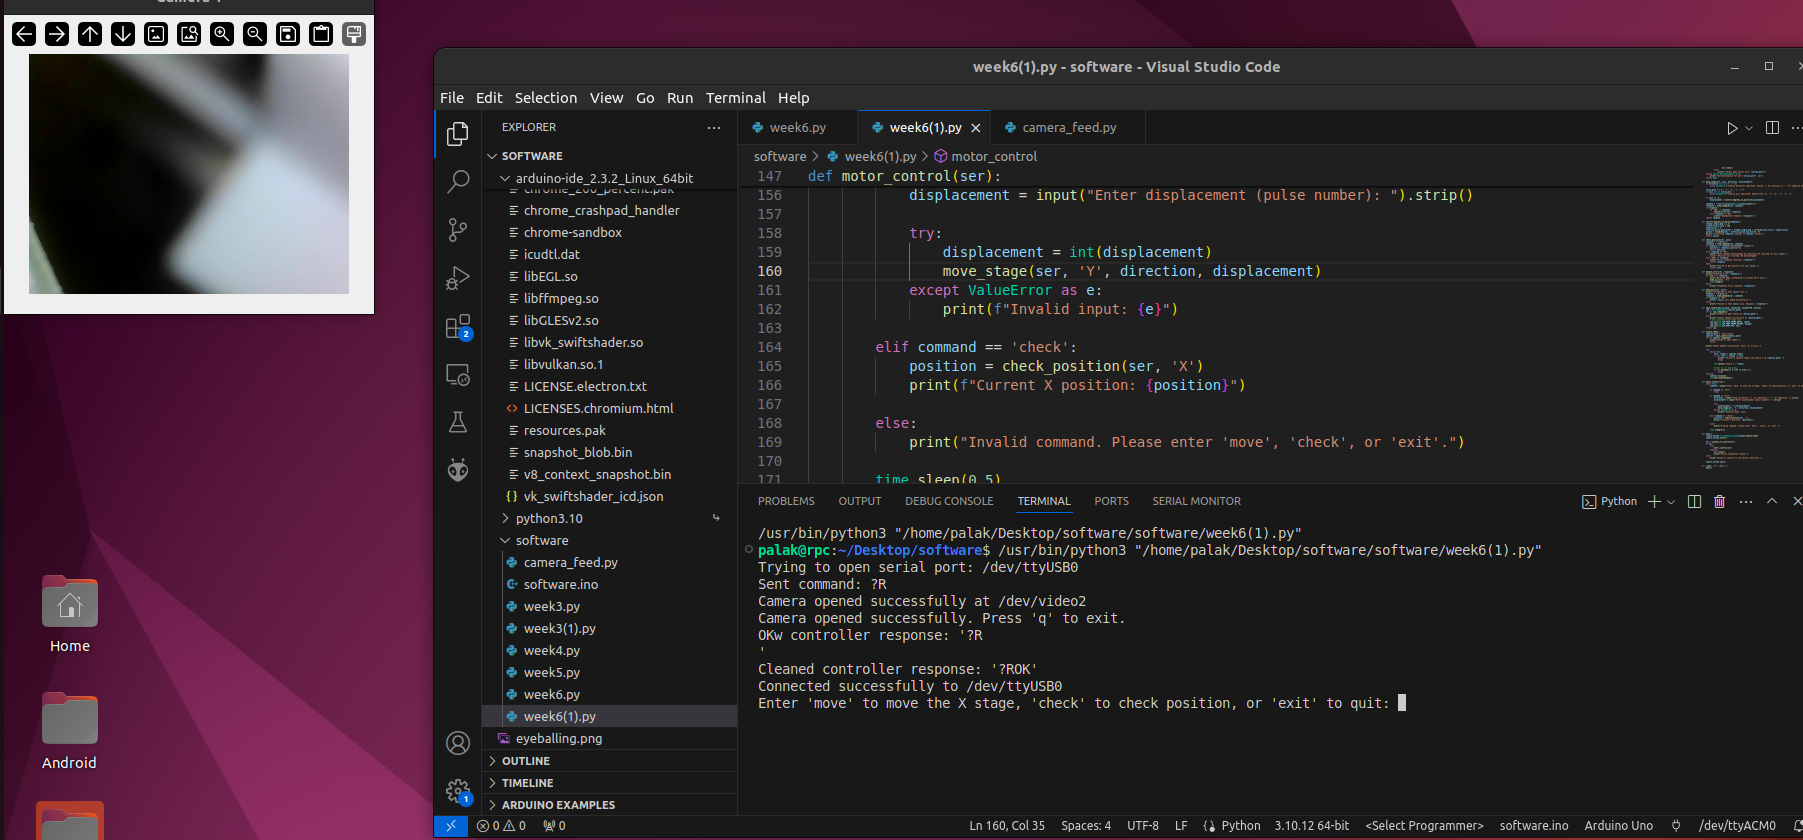 week6(1).py - software - Visual Studio Code
File Edit Selection View Go Run Terminal Help
EXPLORER
SOFTWARE
arduino-ide_2.3.2_Linux_64bit
chrome_200_percent.pak
chrome_crashpad_handler
chrome-sandbox
icudtl.dat
libEGL.so
libffmpeg.so
libGLESv2.so
libvk_swiftshader.so
libvulkan.so.1
LICENSE.electron.txt
LICENSES.chromium.html
resources.pak
snapshot_blob.bin
v8_context_snapshot.bin
vk_swiftshader_icd.json
python3.10
software
camera_feed.py
software.ino
week3.py
week3(1).py
week4.py
week5.py
week6.py
week6(1).py
eyeballing.png
OUTLINE
TIMELINE
ARDUINO EXAMPLES
2
1
week6.py week6(1).py camera_feed.py
software > week6(1).py > motor_control
147 def motor_control(ser):
156 displacement = input("Enter displacement (pulse number): ").strip()
157
158 try:
159 displacement = int(displacement)
160 move_stage(ser, 'Y', direction, displacement)
161 except ValueError as e:
162 print(f"Invalid input: {e}")
163
164 elif command == 'check':
165 position = check_position(ser, 'X')
166 print(f"Current X position: {position}")
167
168 else:
169 print("Invalid command. Please enter 'move', 'check', or 'exit'.")
170
171 time.sleep(0.5)
PROBLEMS OUTPUT DEBUG CONSOLE TERMINAL PORTS SERIAL MONITOR
Python
/usr/bin/python3 "/home/palak/Desktop/software/software/week6(1).py"
palak@rpc:~/Desktop/software$ /usr/bin/python3 "/home/palak/Desktop/software/software/week6(1).py"
Trying to open serial port: /dev/ttyUSB0
Sent command: ?R
Camera opened successfully at /dev/video2
Camera opened successfully. Press 'q' to exit.
OKw controller response: '?R
'
Cleaned controller response: '?ROK'
Connected successfully to /dev/ttyUSB0
Enter 'move' to move the X stage, 'check' to check position, or 'exit' to quit:
Home
Android
0 0 0 Ln 160, Col 35 Spaces: 4 UTF-8 LF Python 3.10.12 64-bit <Select Programmer> software.ino Arduino Uno /dev/ttyACM0